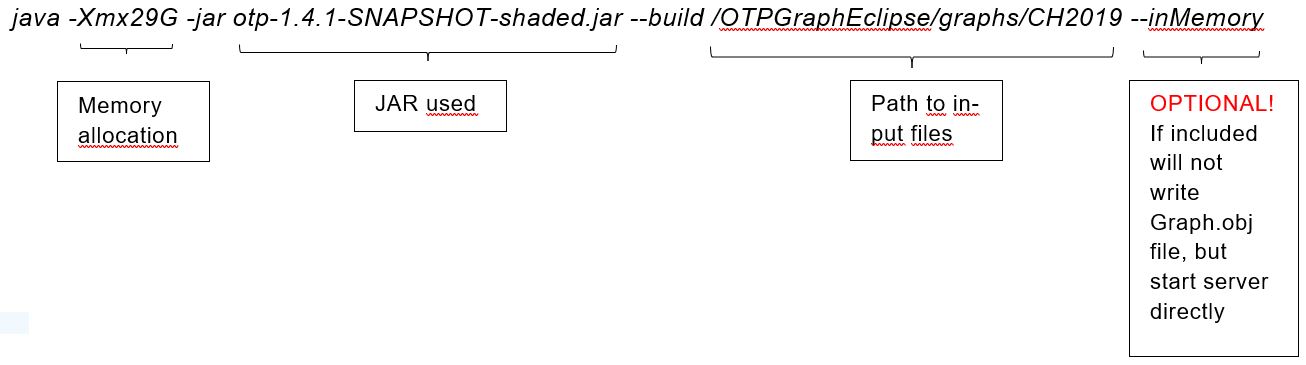 java -Xmx29G -jar otp-1.4.1-SNAPSHOT-shaded.jar --build /OTPGraphEclipse/graphs/CH2019 --inMemory
Memory
allocation
JAR used
Path to in-
put files
OPTIONAL!
If included
will not
write
Graph.obj
file, but
start server
directly